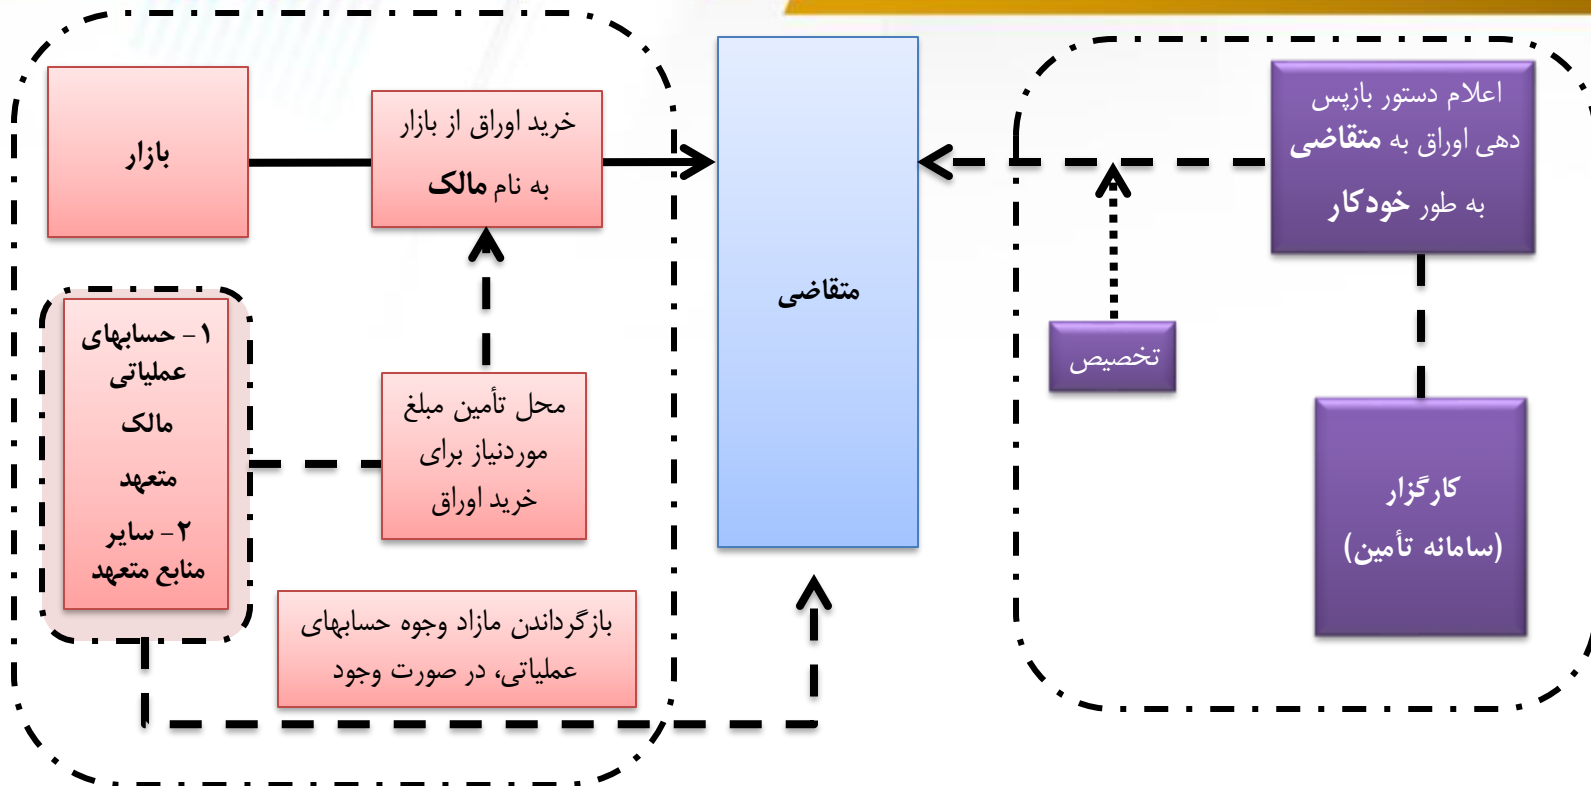 اعلام دستور بازپس
دهی اوراق به متقاضی
به طور خودکار
تخصیص
کارگزار
(سامانه تأمین)
متقاضی
خرید اوراق از بازار
به نام مالک
بازار
محل تأمین مبلغ
موردنیاز برای
خرید اوراق
۱- حسابهای
عملیاتی
مالک
متعهد
۲- سایر
منابع متعهد
بازگرداندن مازاد وجوه حسابهای
عملیاتی، در صورت وجود